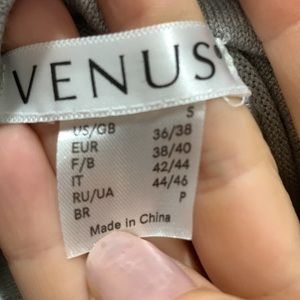 VENUS
S
US/GB 36/38
EUR 38/40
F/B 42/44
IT 44/46
RU/UA P
BR
Made in China